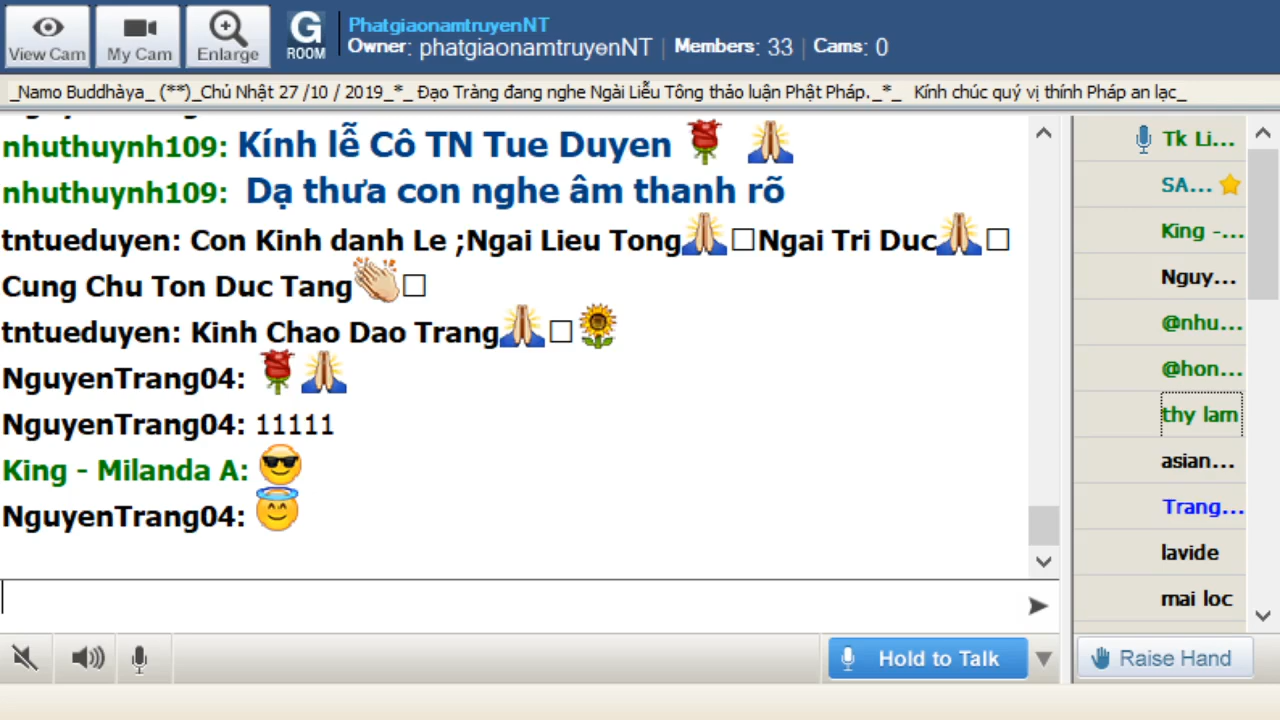 View Cam
My Cam
Enlarge
G
ROOM
PhatgiaonamtruyenNT
Owner: phatgiaonamtruyenNT | Members: 33 | Cams: 0
_Namo Buddhàya_ (**)_Chủ Nhật 27 /10 / 2019_*_ Đạo Tràng đang nghe Ngài Liễu Tông thảo luận Phật Pháp._*_ Kính chúc quý vị thính Pháp an lạc_
nhuthuynh109: Kính lễ Cô TN Tue Duyen 🌹 🙏
nhuthuynh109: Dạ thưa con nghe âm thanh rõ
tntueduyen: Con Kinh danh Le ;Ngai Lieu Tong🙏□Ngai Tri Duc🙏□
Cung Chu Ton Duc Tang👏□
tntueduyen: Kinh Chao Dao Trang🙏□🌻
NguyenTrang04: 🌹🙏
NguyenTrang04: 11111
King - Milanda A: 😎
NguyenTrang04: 😇
Tk Li...
SA...
King -...
Nguy...
@nhu...
@hon...
thy lam
asian...
Trang...
lavide
mai loc
Hold to Talk
Raise Hand